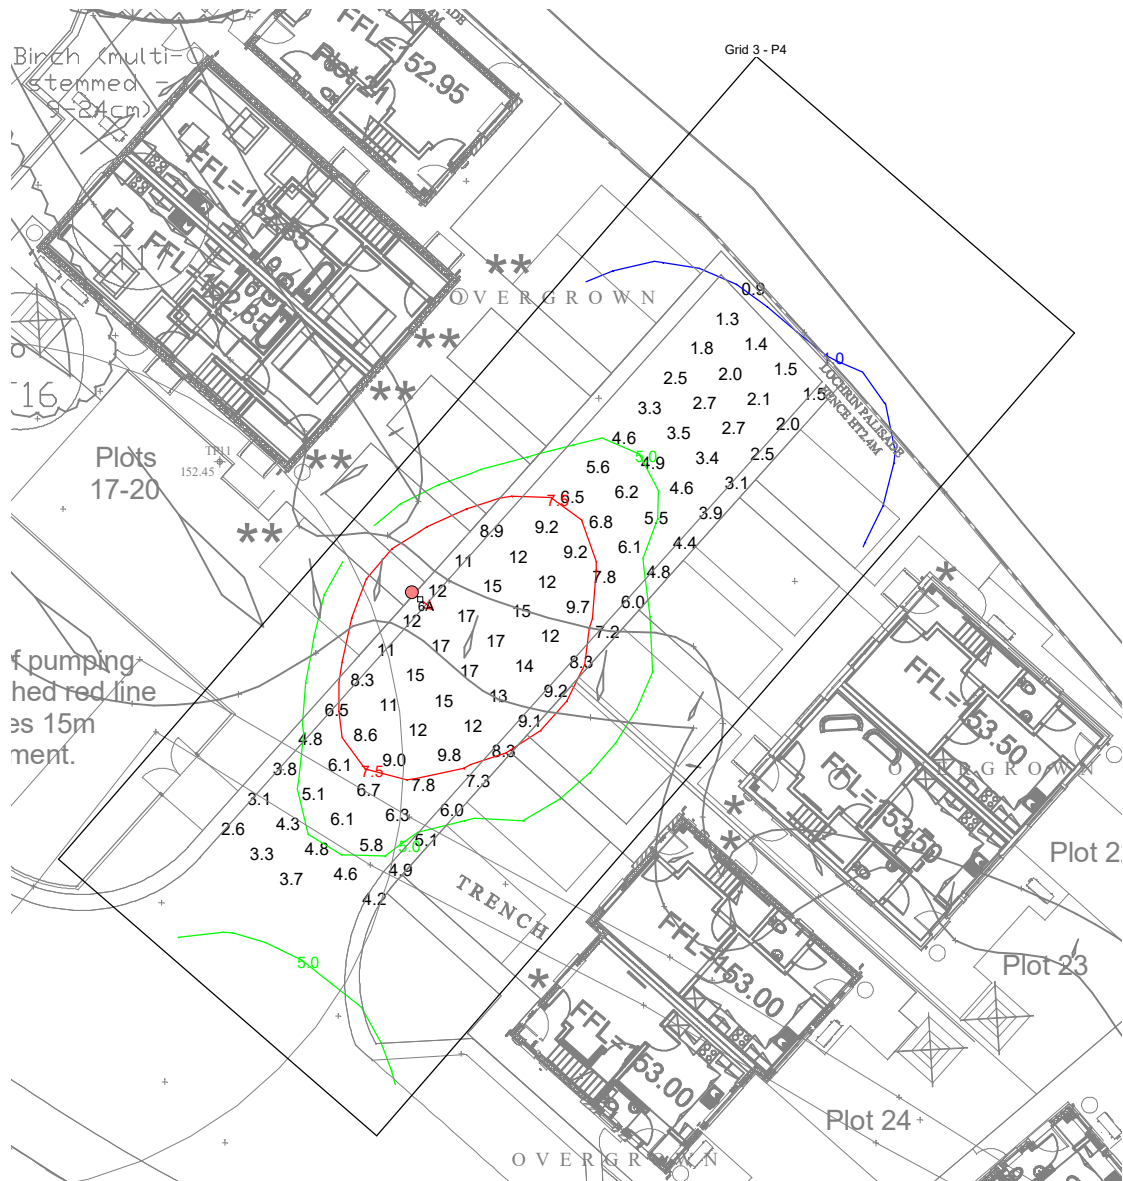 Grid 3 - P4
Birch (multi-
stemmed -
9-24cm)
Plot 21
FFL=152.95
FFL=152.85
OVERGROWN
T16
Plots
17-20
TP11
152.45
LOCHRIN PALISADE
FENCE HT2.4M
0.9
1.3
1.8 1.4
1.0
2.5 2.0 1.5
3.3 2.7 2.1 1.5
4.6 3.5 2.7 2.0
5.6 4.9 3.4 2.5
5.0
6.5 6.2 4.6 3.1
7.5
8.9 9.2 6.8 5.5 3.9
11 12 9.2 6.1 4.4
12 15 12 7.8 4.8
6A
12 17 15 9.7 6.0
11 17 17 12 7.2
8.3 15 17 14 8.3
6.5 11 15 13 9.2
4.8 8.6 12 12 9.1
3.8 6.1 9.0 9.8 8.3
7.5
3.1 5.1 6.7 7.8 7.3
2.6 4.3 6.1 6.3 6.0
3.3 4.8 5.8 5.1
5.0
3.7 4.6 4.9
4.2
5.0
f pumping
hed red line
es 15m
ment.
TRENCH
FFL=153.50
FFL=153.50
OVERGROWN
Plot 22
Plot 23
FFL=153.00
FFL=153.00
Plot 24
OVERGROWN